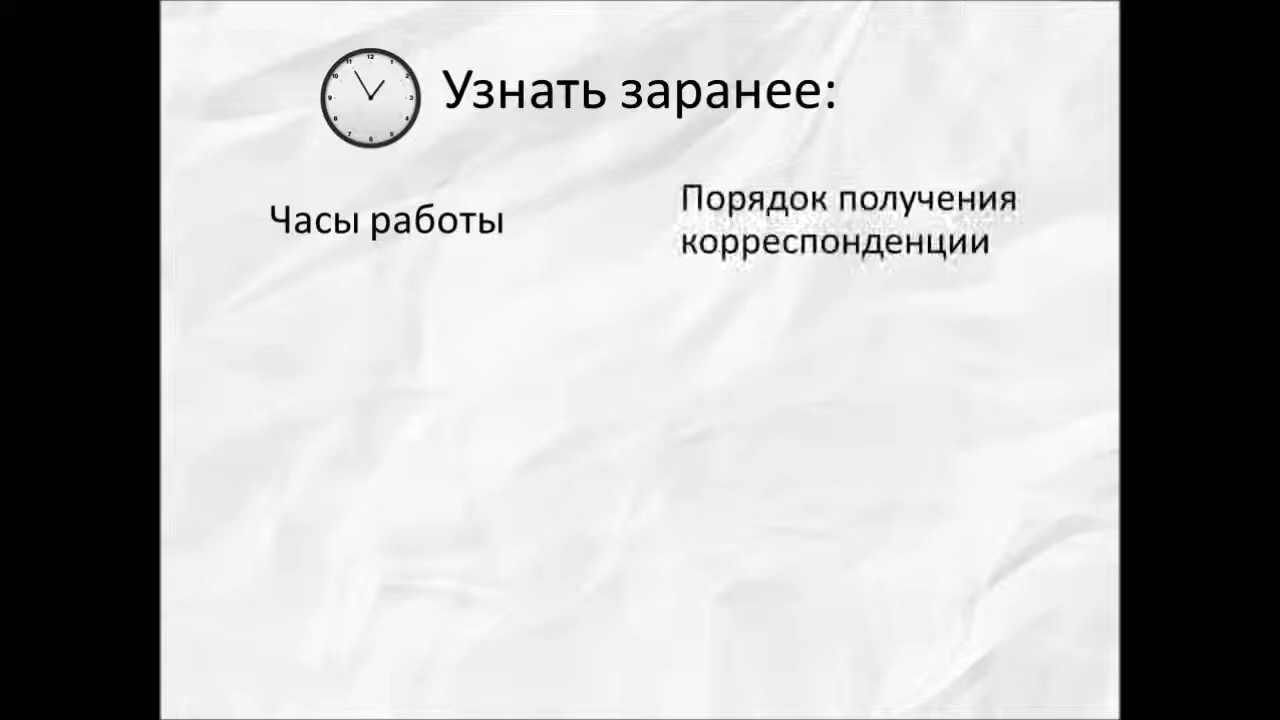 Узнать заранее:
Часы работы
Порядок получения
корреспонденции